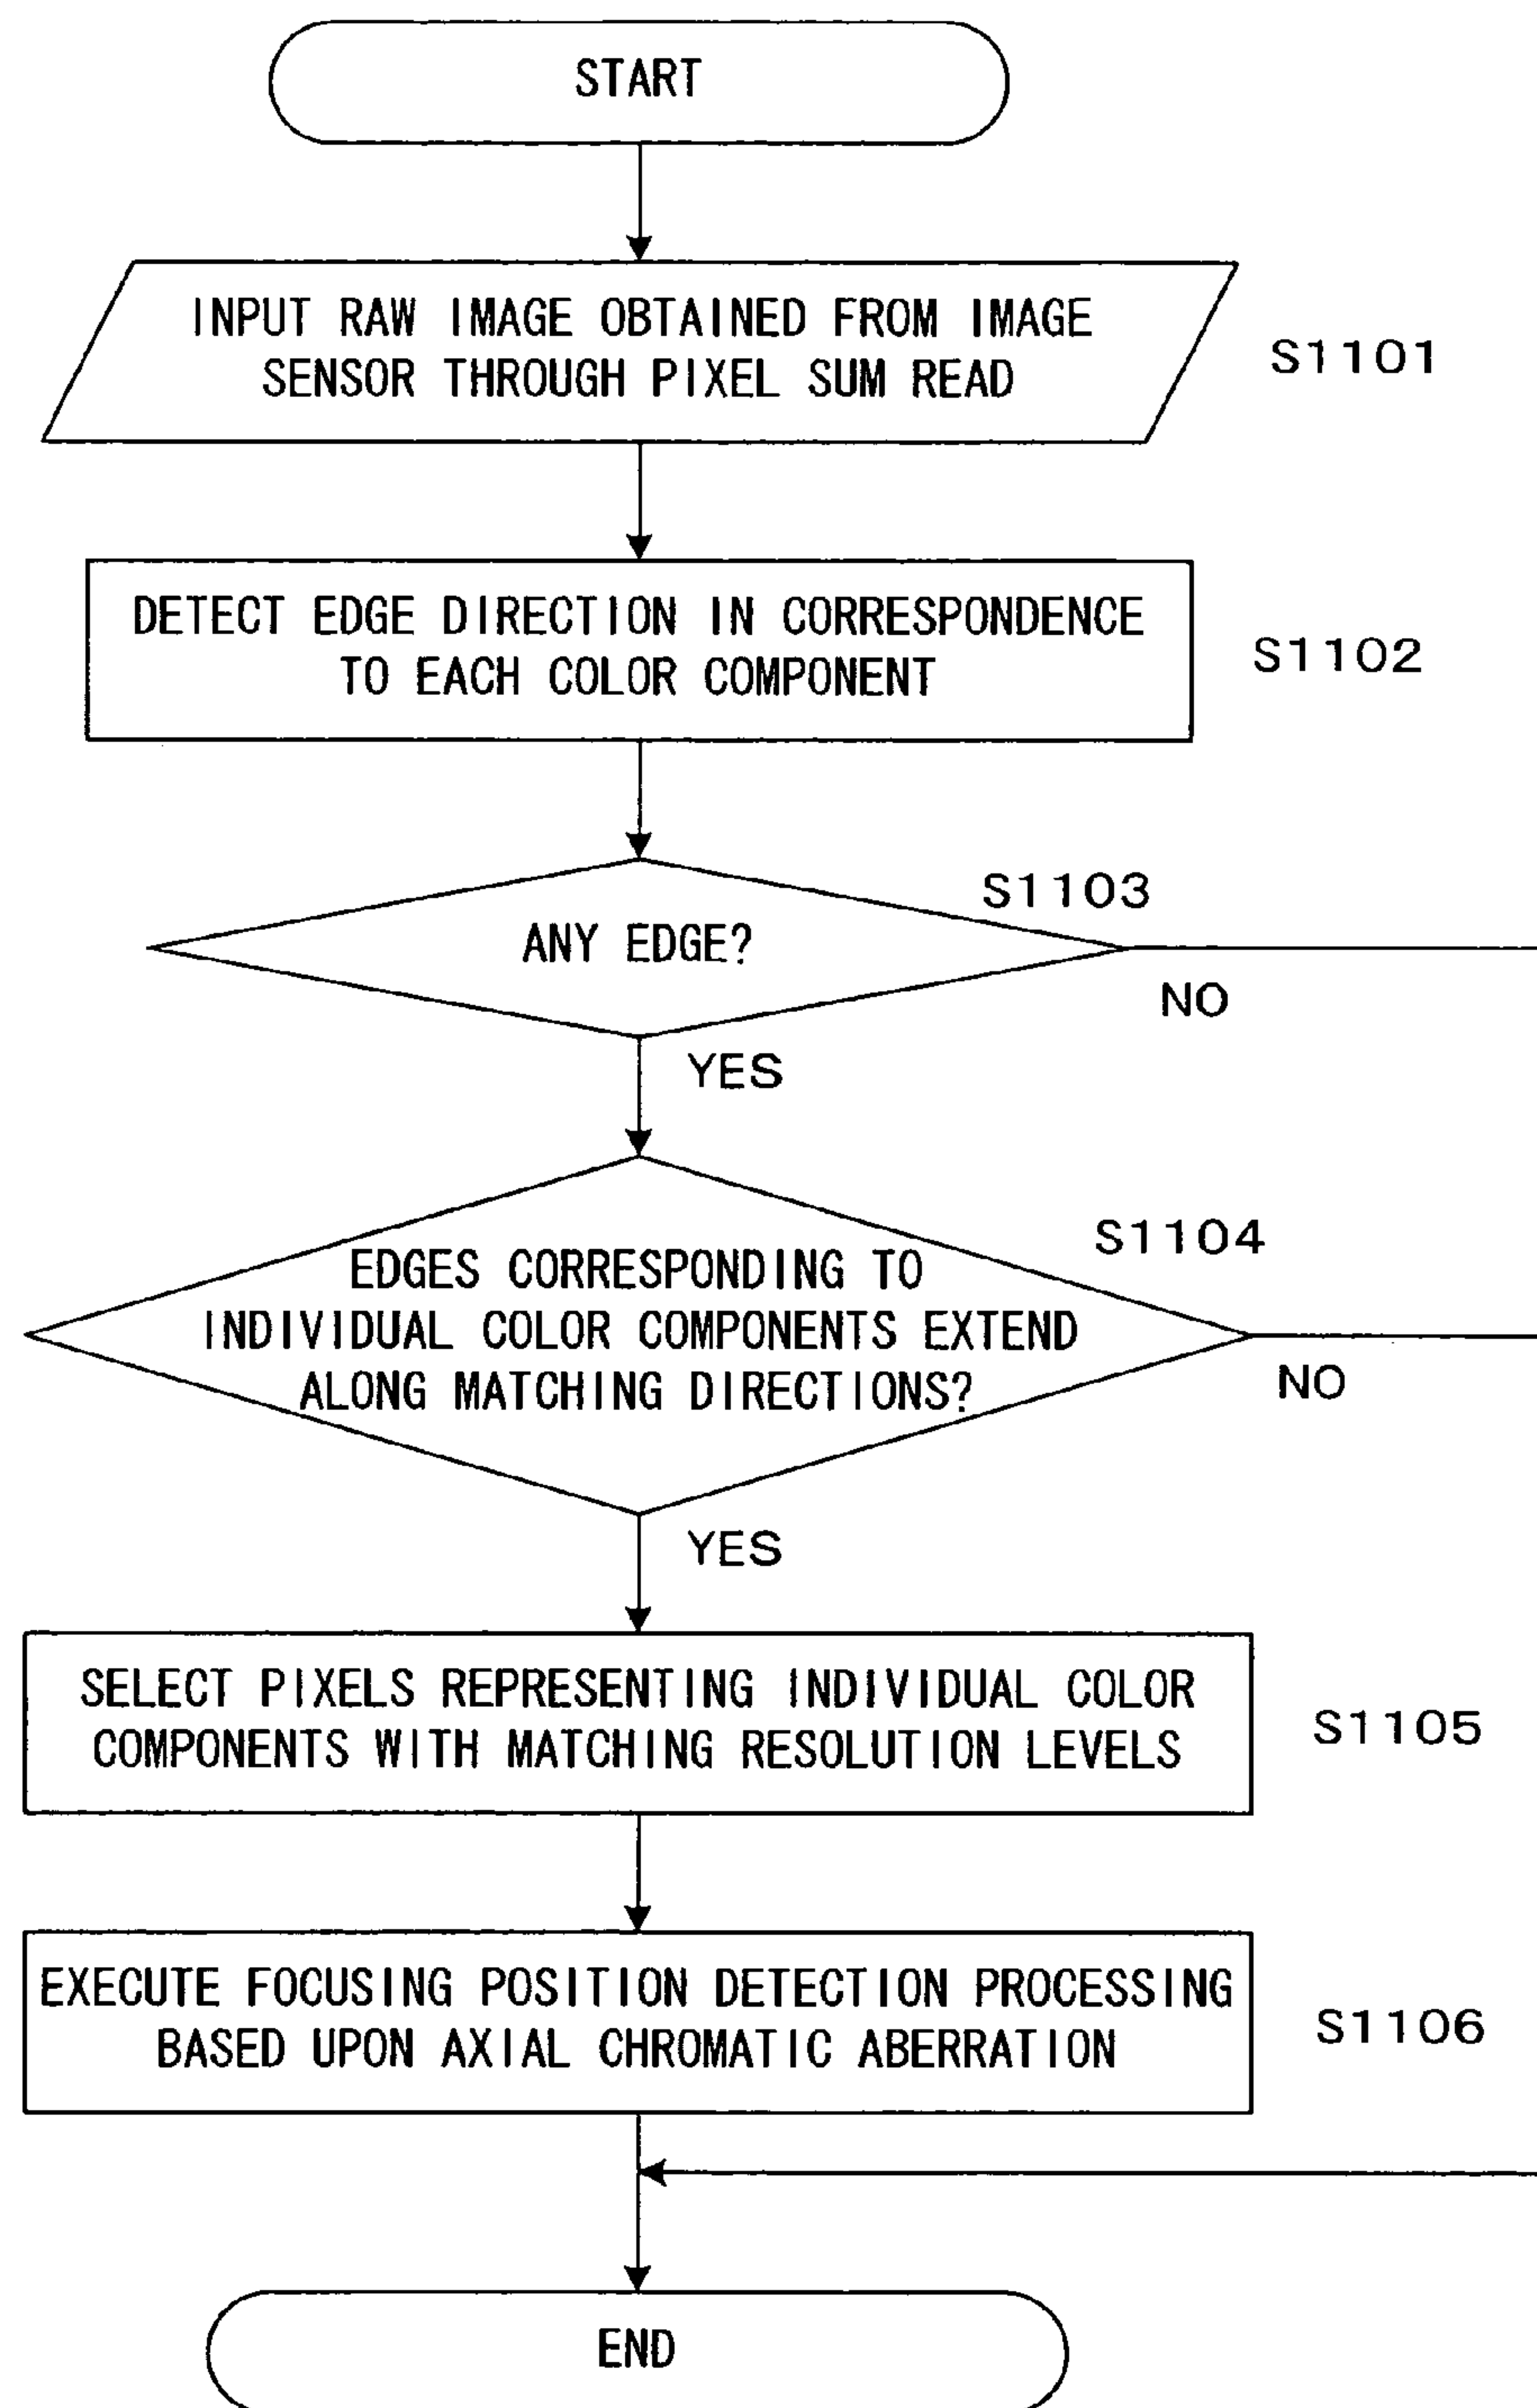 START
INPUT RAW IMAGE OBTAINED FROM IMAGE
SENSOR THROUGH PIXEL SUM READ
S1101
DETECT EDGE DIRECTION IN CORRESPONDENCE
TO EACH COLOR COMPONENT
S1102
S1103
ANY EDGE?
NO
YES
S1104
EDGES CORRESPONDING TO
INDIVIDUAL COLOR COMPONENTS EXTEND
ALONG MATCHING DIRECTIONS?
NO
YES
SELECT PIXELS REPRESENTING INDIVIDUAL COLOR
COMPONENTS WITH MATCHING RESOLUTION LEVELS
S1105
EXECUTE FOCUSING POSITION DETECTION PROCESSING
BASED UPON AXIAL CHROMATIC ABERRATION
S1106
END